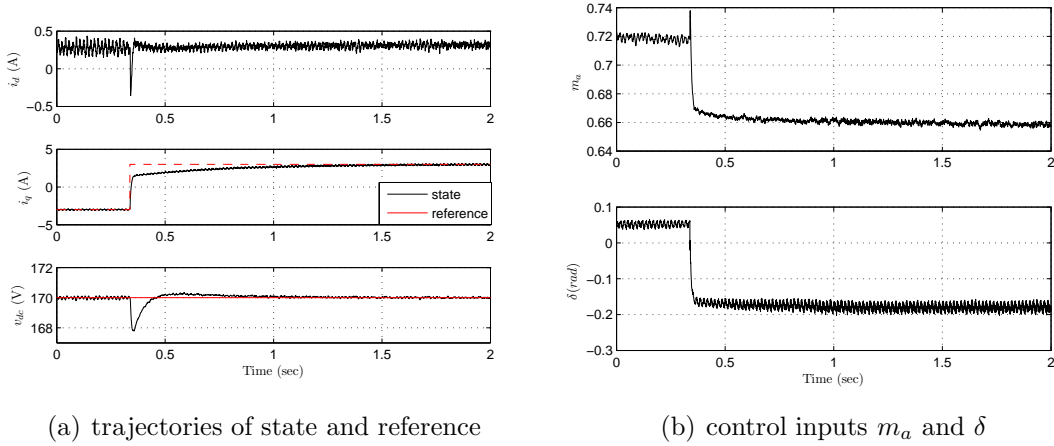 0.5
0
−0.5
i_d (A)
0 0.5 1 1.5 2
5
0
−5
i_q (A)
state
reference
0 0.5 1 1.5 2
172
170
168
v_dc (V)
0 0.5 1 1.5 2
Time (sec)
(a) trajectories of state and reference
0.74
0.72
0.7
0.68
0.66
0.64
m_a
0 0.5 1 1.5 2
0.1
0
−0.1
−0.2
−0.3
δ(rad)
0 0.5 1 1.5 2
Time (sec)
(b) control inputs m_a and δ